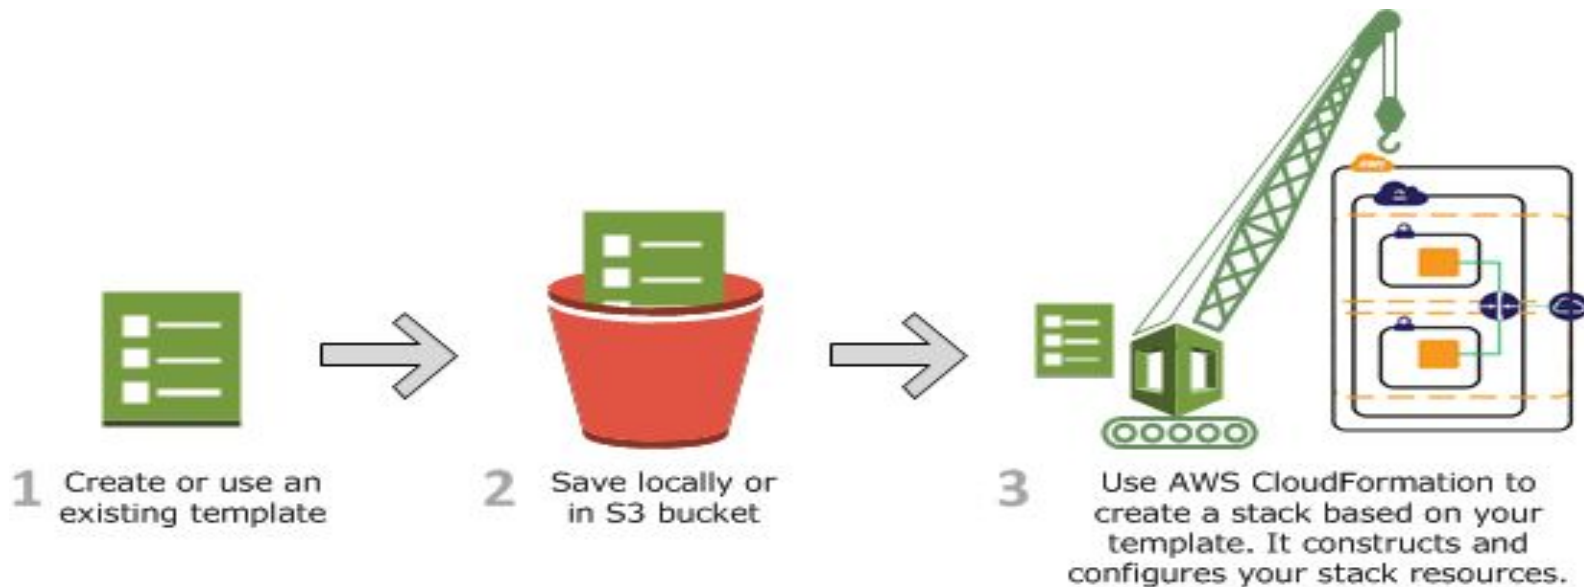 1 Create or use an
existing template
2 Save locally or
in S3 bucket
3 Use AWS CloudFormation to
create a stack based on your
template. It constructs and
configures your stack resources.